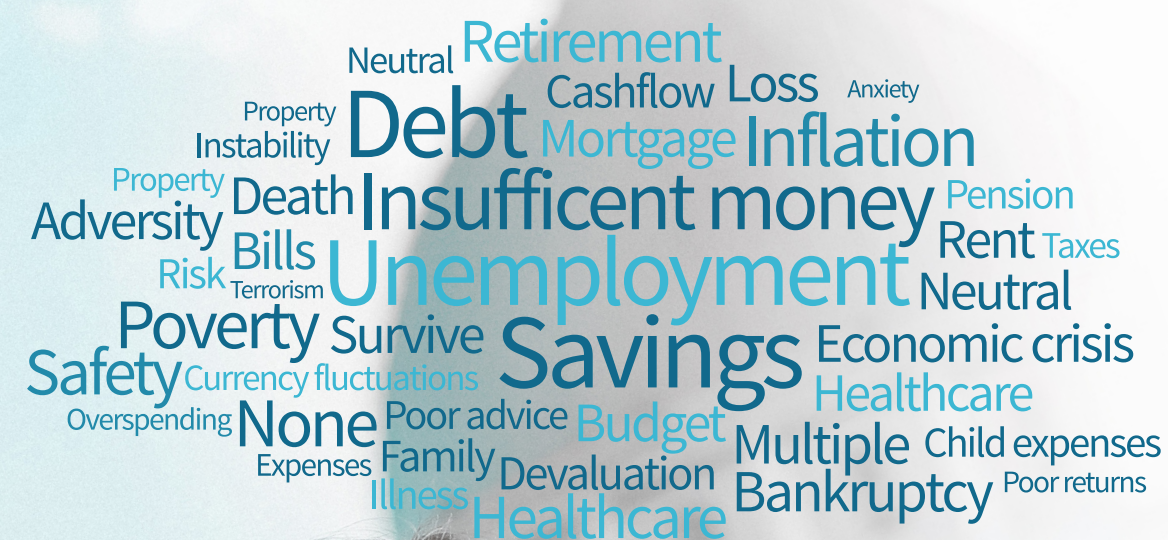 Retirement
Neutral
Cashflow
Loss
Anxiety
Property
Debt
Mortgage
Inflation
Instability
Property
Death
Insufficent money
Pension
Adversity
Bills
Rent
Taxes
Risk
Terrorism
Unemployment
Neutral
Poverty
Survive
Savings
Economic crisis
Safety
Currency fluctuations
Healthcare
Overspending
None
Poor advice
Budget
Multiple
Child expenses
Expenses
Family
Devaluation
Bankruptcy
Poor returns
Illness
Healthcare